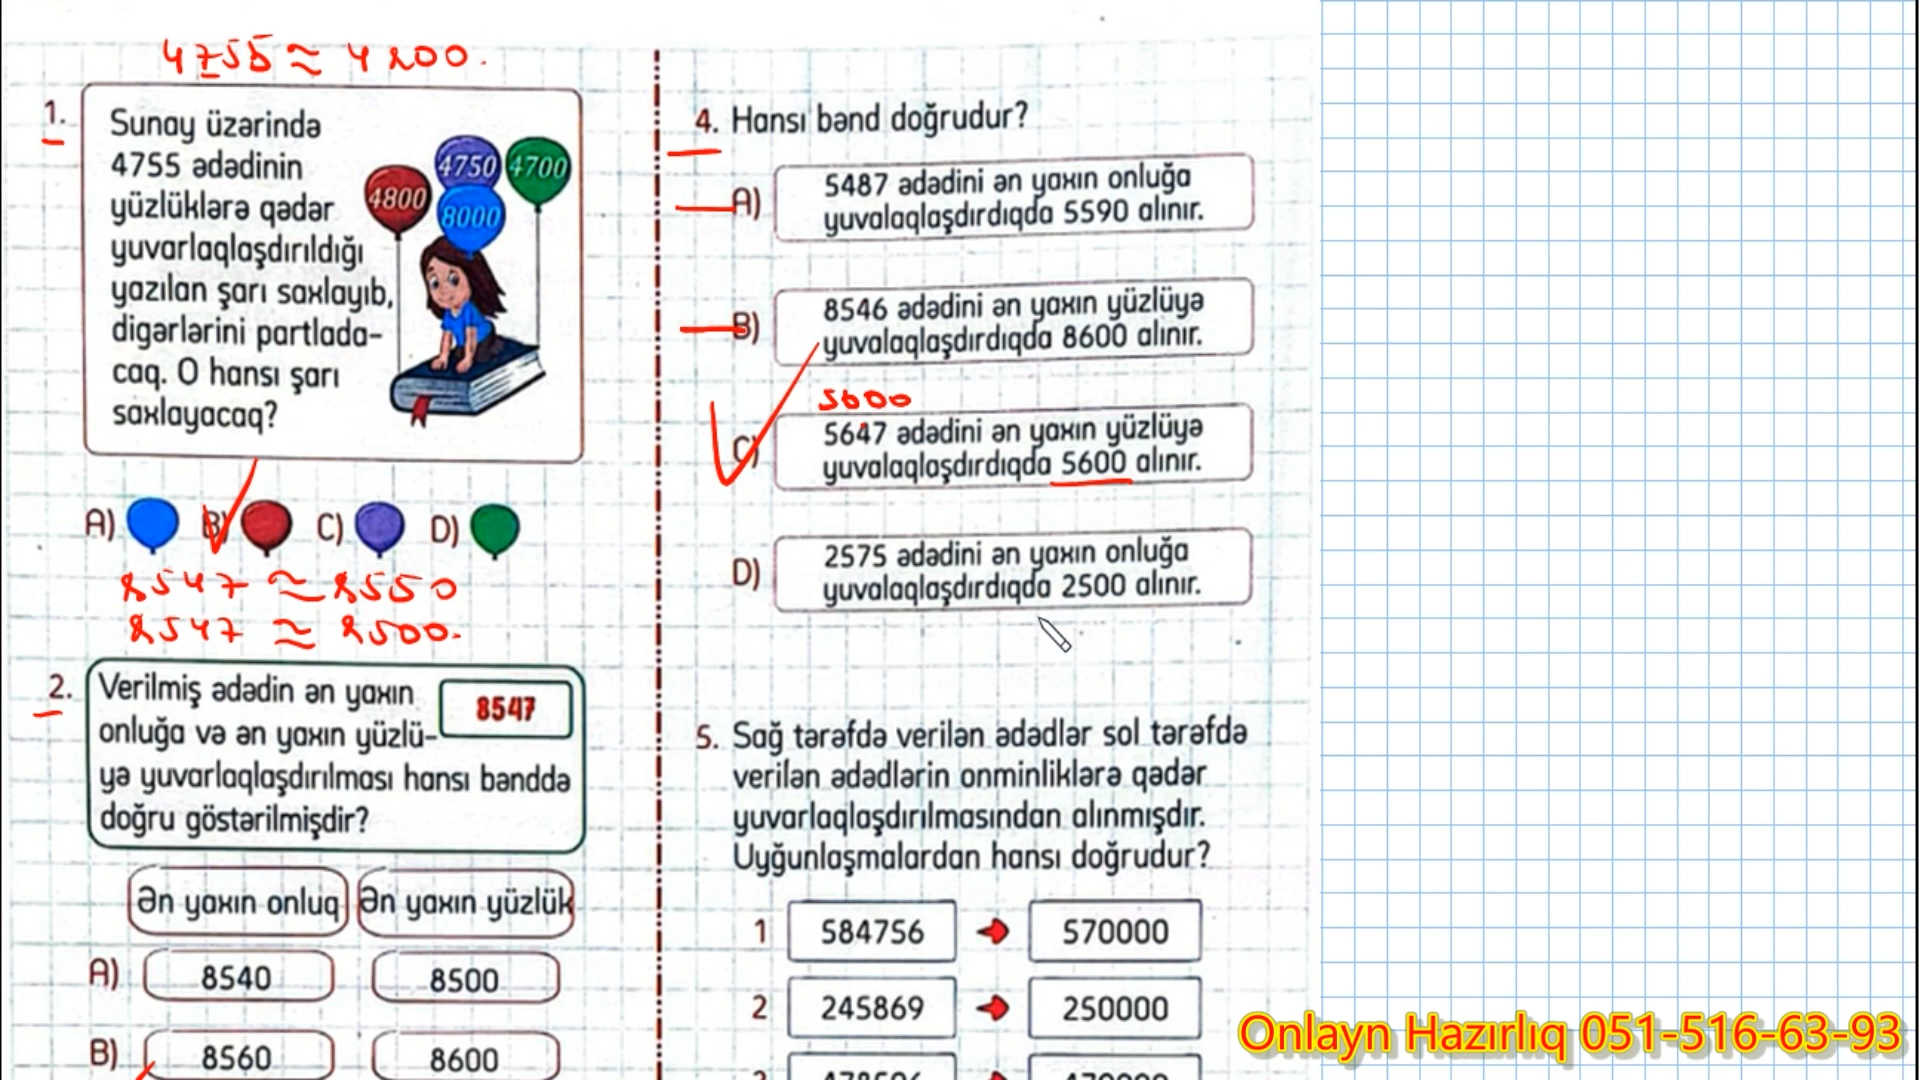 4755 ≈ 4800.
1.
Sunay üzərində
4755 ədədinin
yüzlüklərə qədər
yuvarlaqlaşdırıldığı
yazılan şarı saxlayıb,
digərlərini partlada-
caq. O hansı şarı
saxlayacaq?
4800
4750
4700
8000
A) B) C) D)
8547 ≈ 8550
8547 ≈ 8500.
2.
Verilmiş ədədin ən yaxın
onluğa və ən yaxın yüzlü-
yə yuvarlaqlaşdırılması hansı bənddə
doğru göstərilmişdir?
8547
Ən yaxın onluq Ən yaxın yüzlük
A) 8540 8500
B) 8560 8600
4. Hansı bənd doğrudur?
A) 5487 ədədini ən yaxın onluğa
yuvalaqlaşdırdıqda 5590 alınır.
B) 8546 ədədini ən yaxın yüzlüyə
yuvalaqlaşdırdıqda 8600 alınır.
5600
C) 5647 ədədini ən yaxın yüzlüyə
yuvalaqlaşdırdıqda 5600 alınır.
D) 2575 ədədini ən yaxın onluğa
yuvalaqlaşdırdıqda 2500 alınır.
5. Sağ tərəfdə verilən ədədlər sol tərəfdə
verilən ədədlərin onminliklərə qədər
yuvarlaqlaşdırılmasından alınmışdır.
Uyğunlaşmalardan hansı doğrudur?
1 584756 570000
2 245869 250000
Onlayn Hazırlıq 051-516-63-93